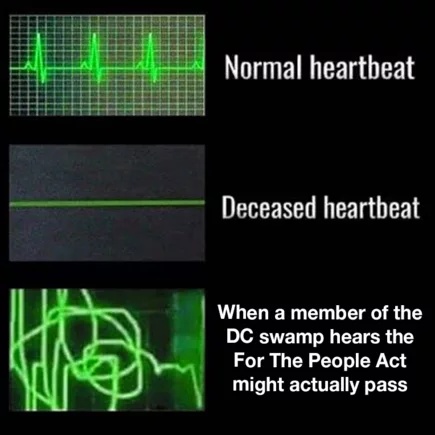 Normal heartbeat
Deceased heartbeat
When a member of the
DC swamp hears the
For The People Act
might actually pass